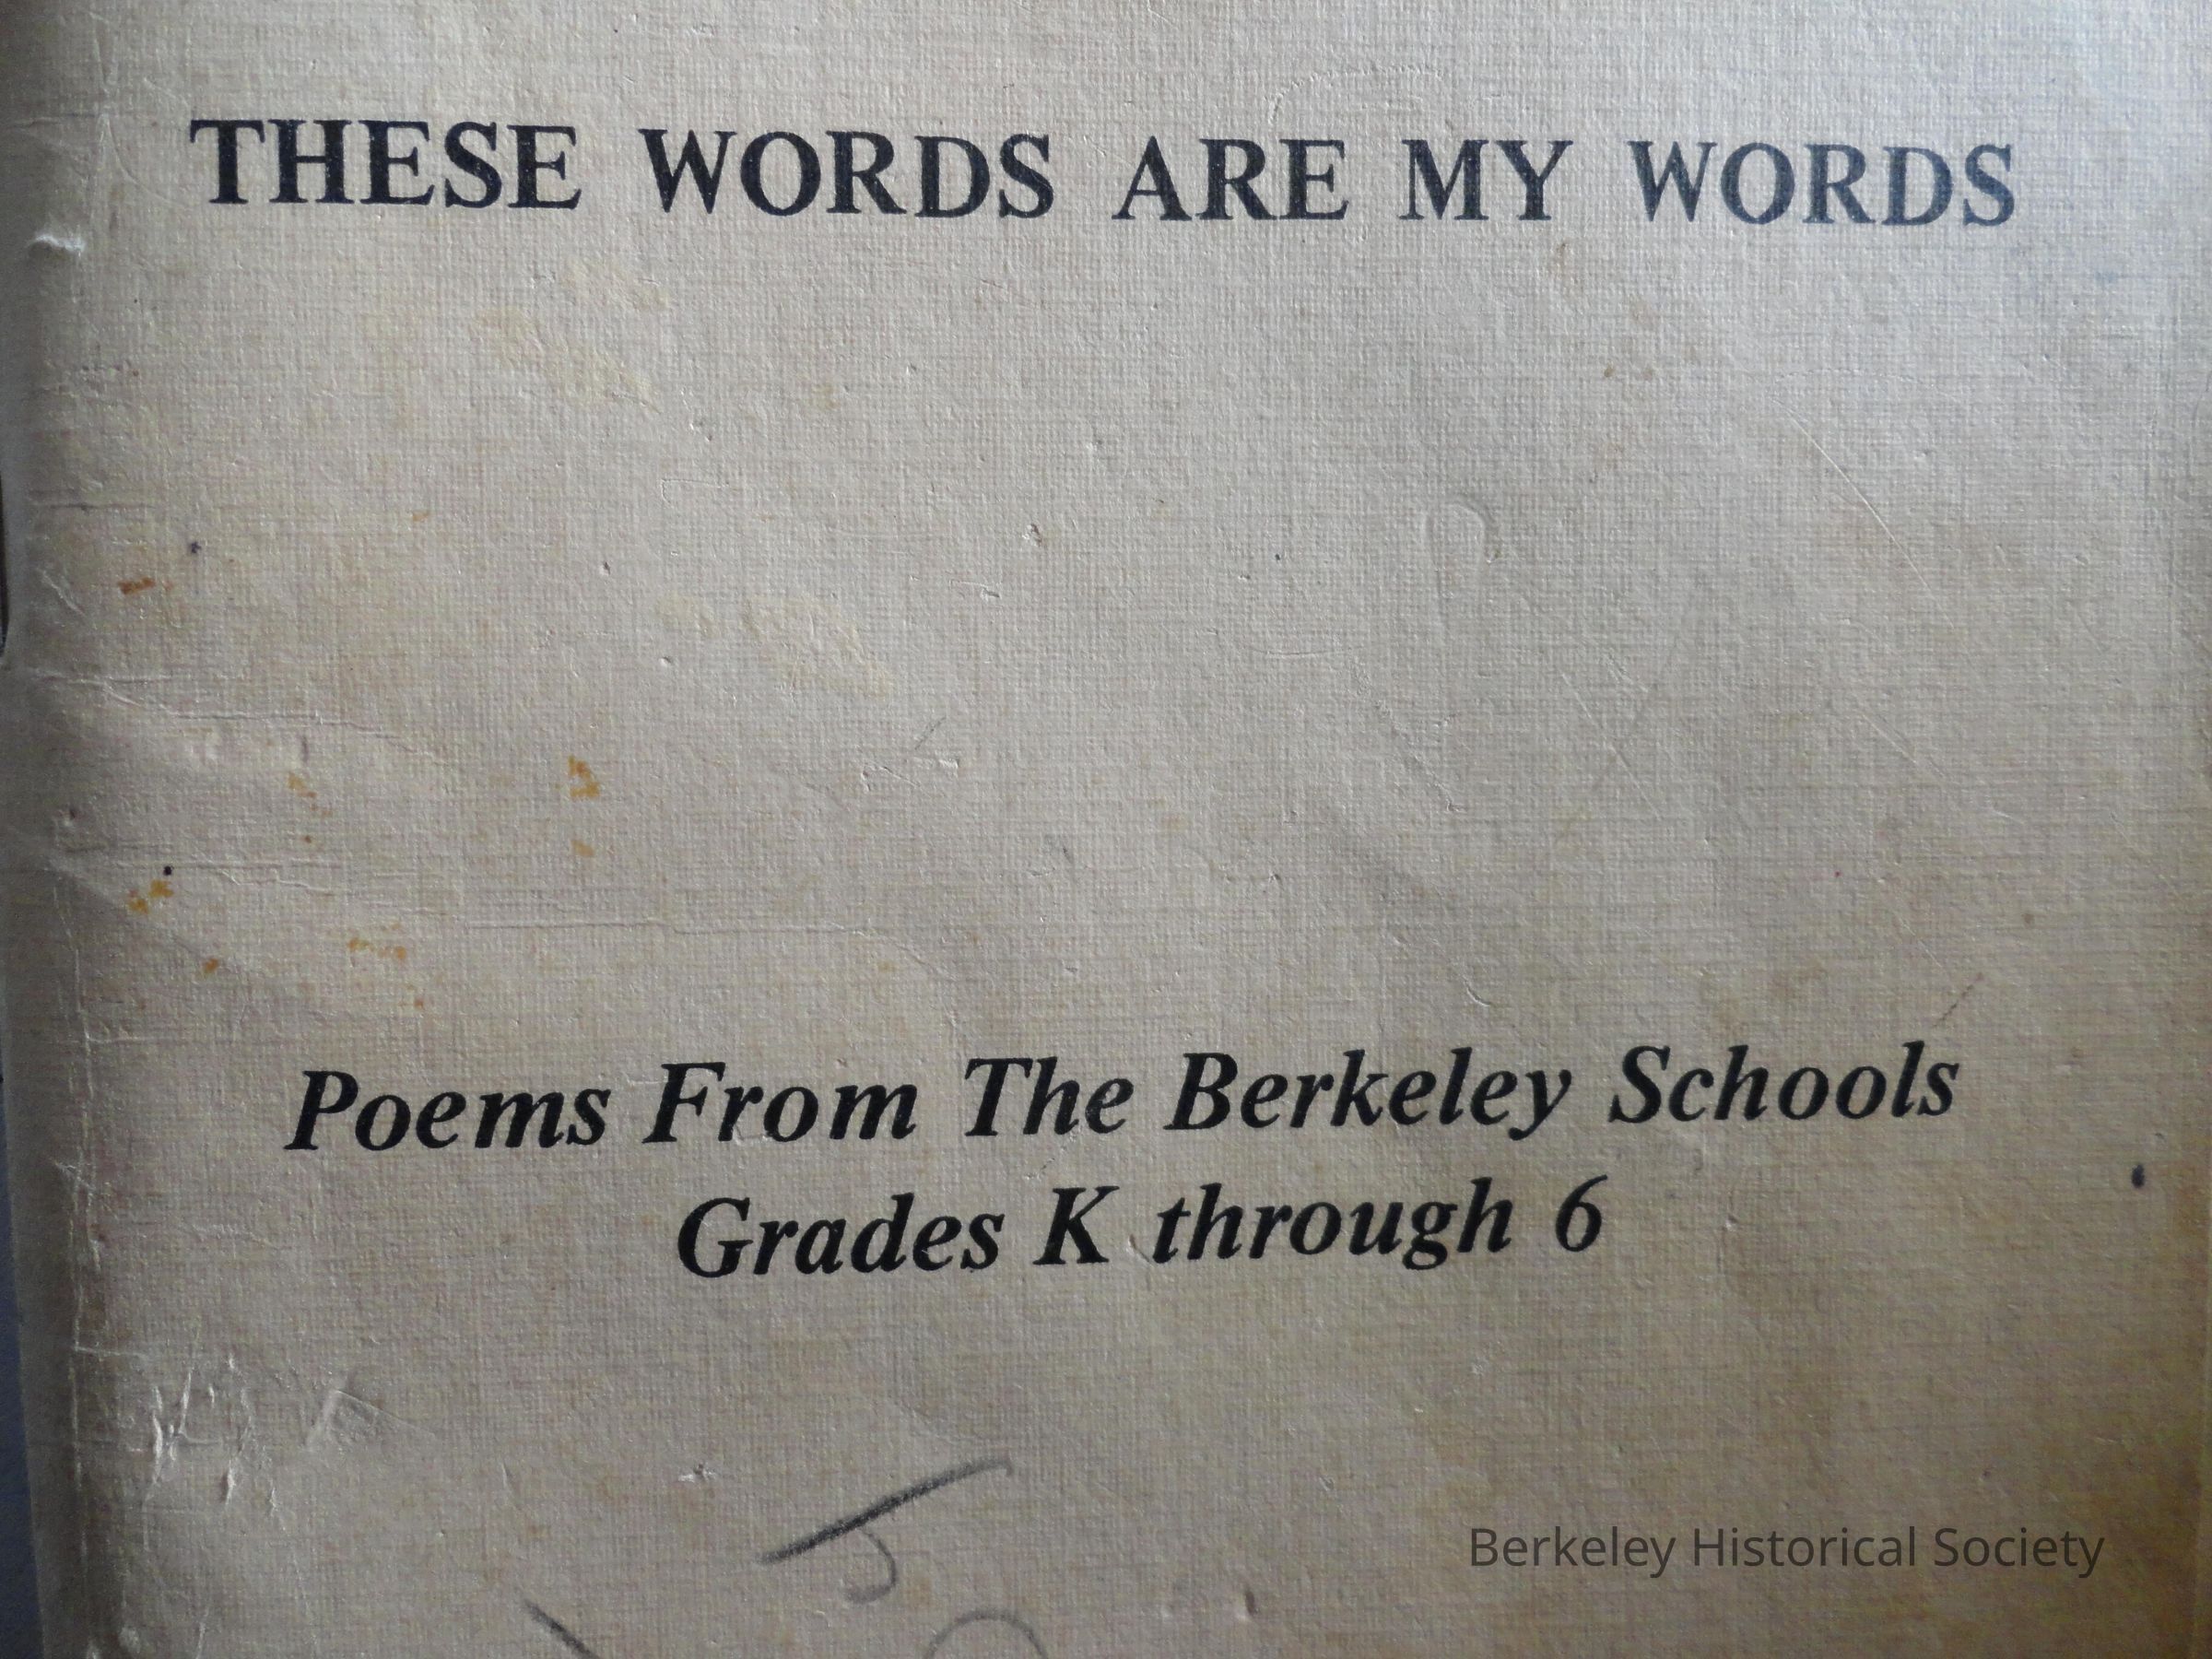 THESE WORDS ARE MY WORDS
Poems From The Berkeley Schools
Grades K through 6
Berkeley Historical Society